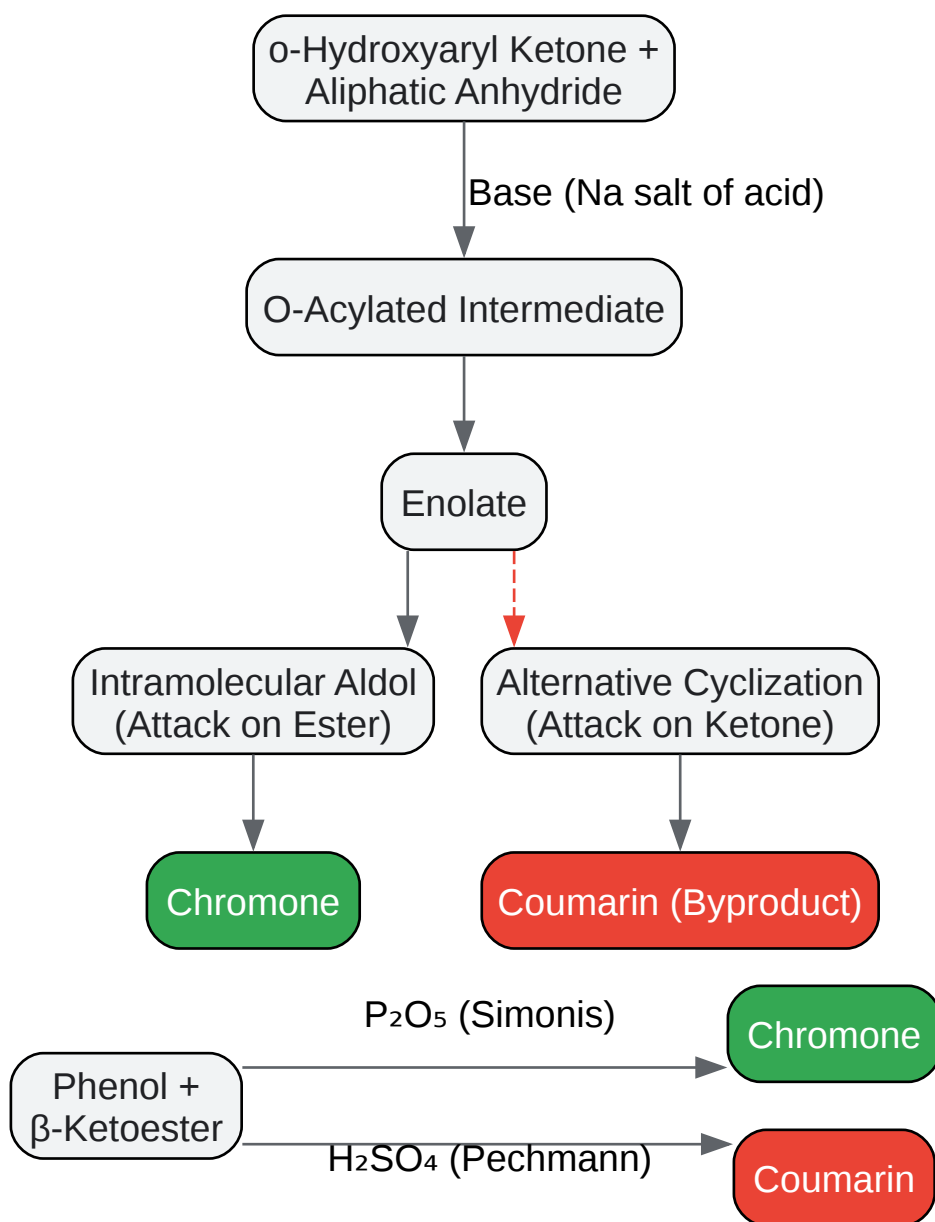 o-Hydroxyaryl Ketone +
Aliphatic Anhydride
Base (Na salt of acid)
O-Acylated Intermediate
Enolate
Intramolecular Aldol
(Attack on Ester)
Alternative Cyclization
(Attack on Ketone)
Chromone
Coumarin (Byproduct)
P₂O₅ (Simonis)
Chromone
Phenol +
β-Ketoester
H₂SO₄ (Pechmann)
Coumarin